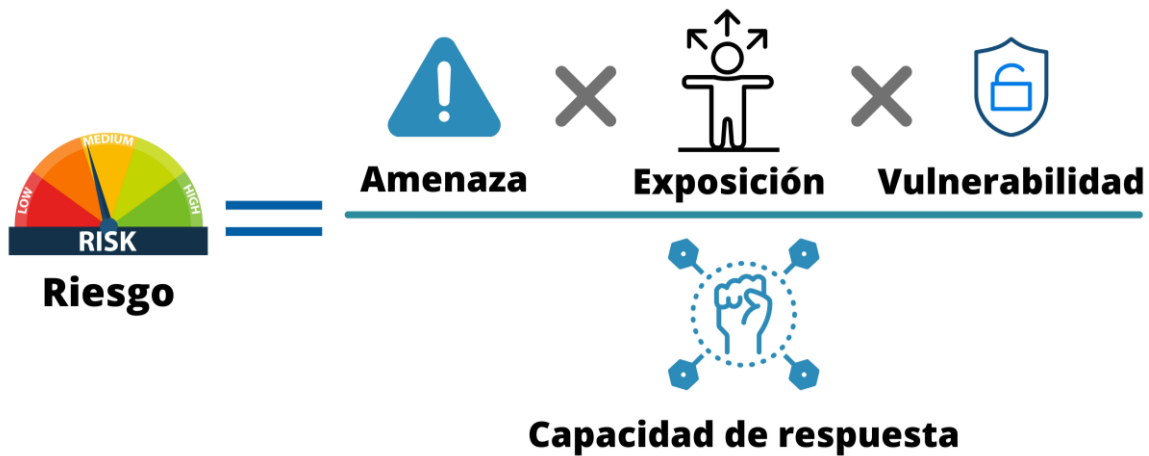 Amenaza
Exposición
Vulnerabilidad
LOW
MEDIUM
HIGH
RISK
Riesgo
Capacidad de respuesta